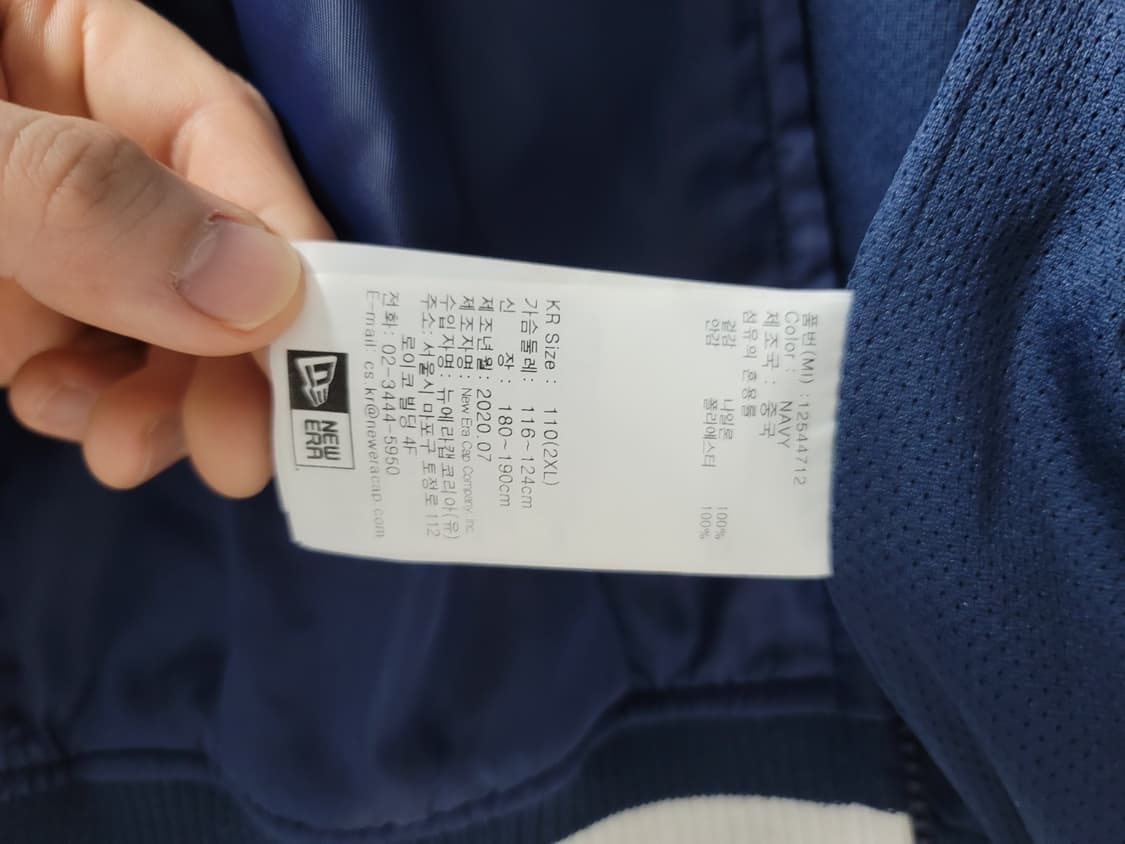 품번(MI) :12544712
Color : NAVY
제조국 : 중국
섬유의 혼용률
겉감 나일론 100%
안감 폴리에스터 100%
KR Size : 110(2XL)
가슴둘레 : 116~124cm
신 장 : 180~190cm
제조년월: 2020.07
제조자명: New Era Cap Company, Inc.
수입자명: 뉴에라캡코리아(유)
주소: 서울시 마포구 토정로 112
로이코 빌딩 4F
전화: 02-3444-5950
E-mail: cs.kr@neweracap.com
NEW
ERA